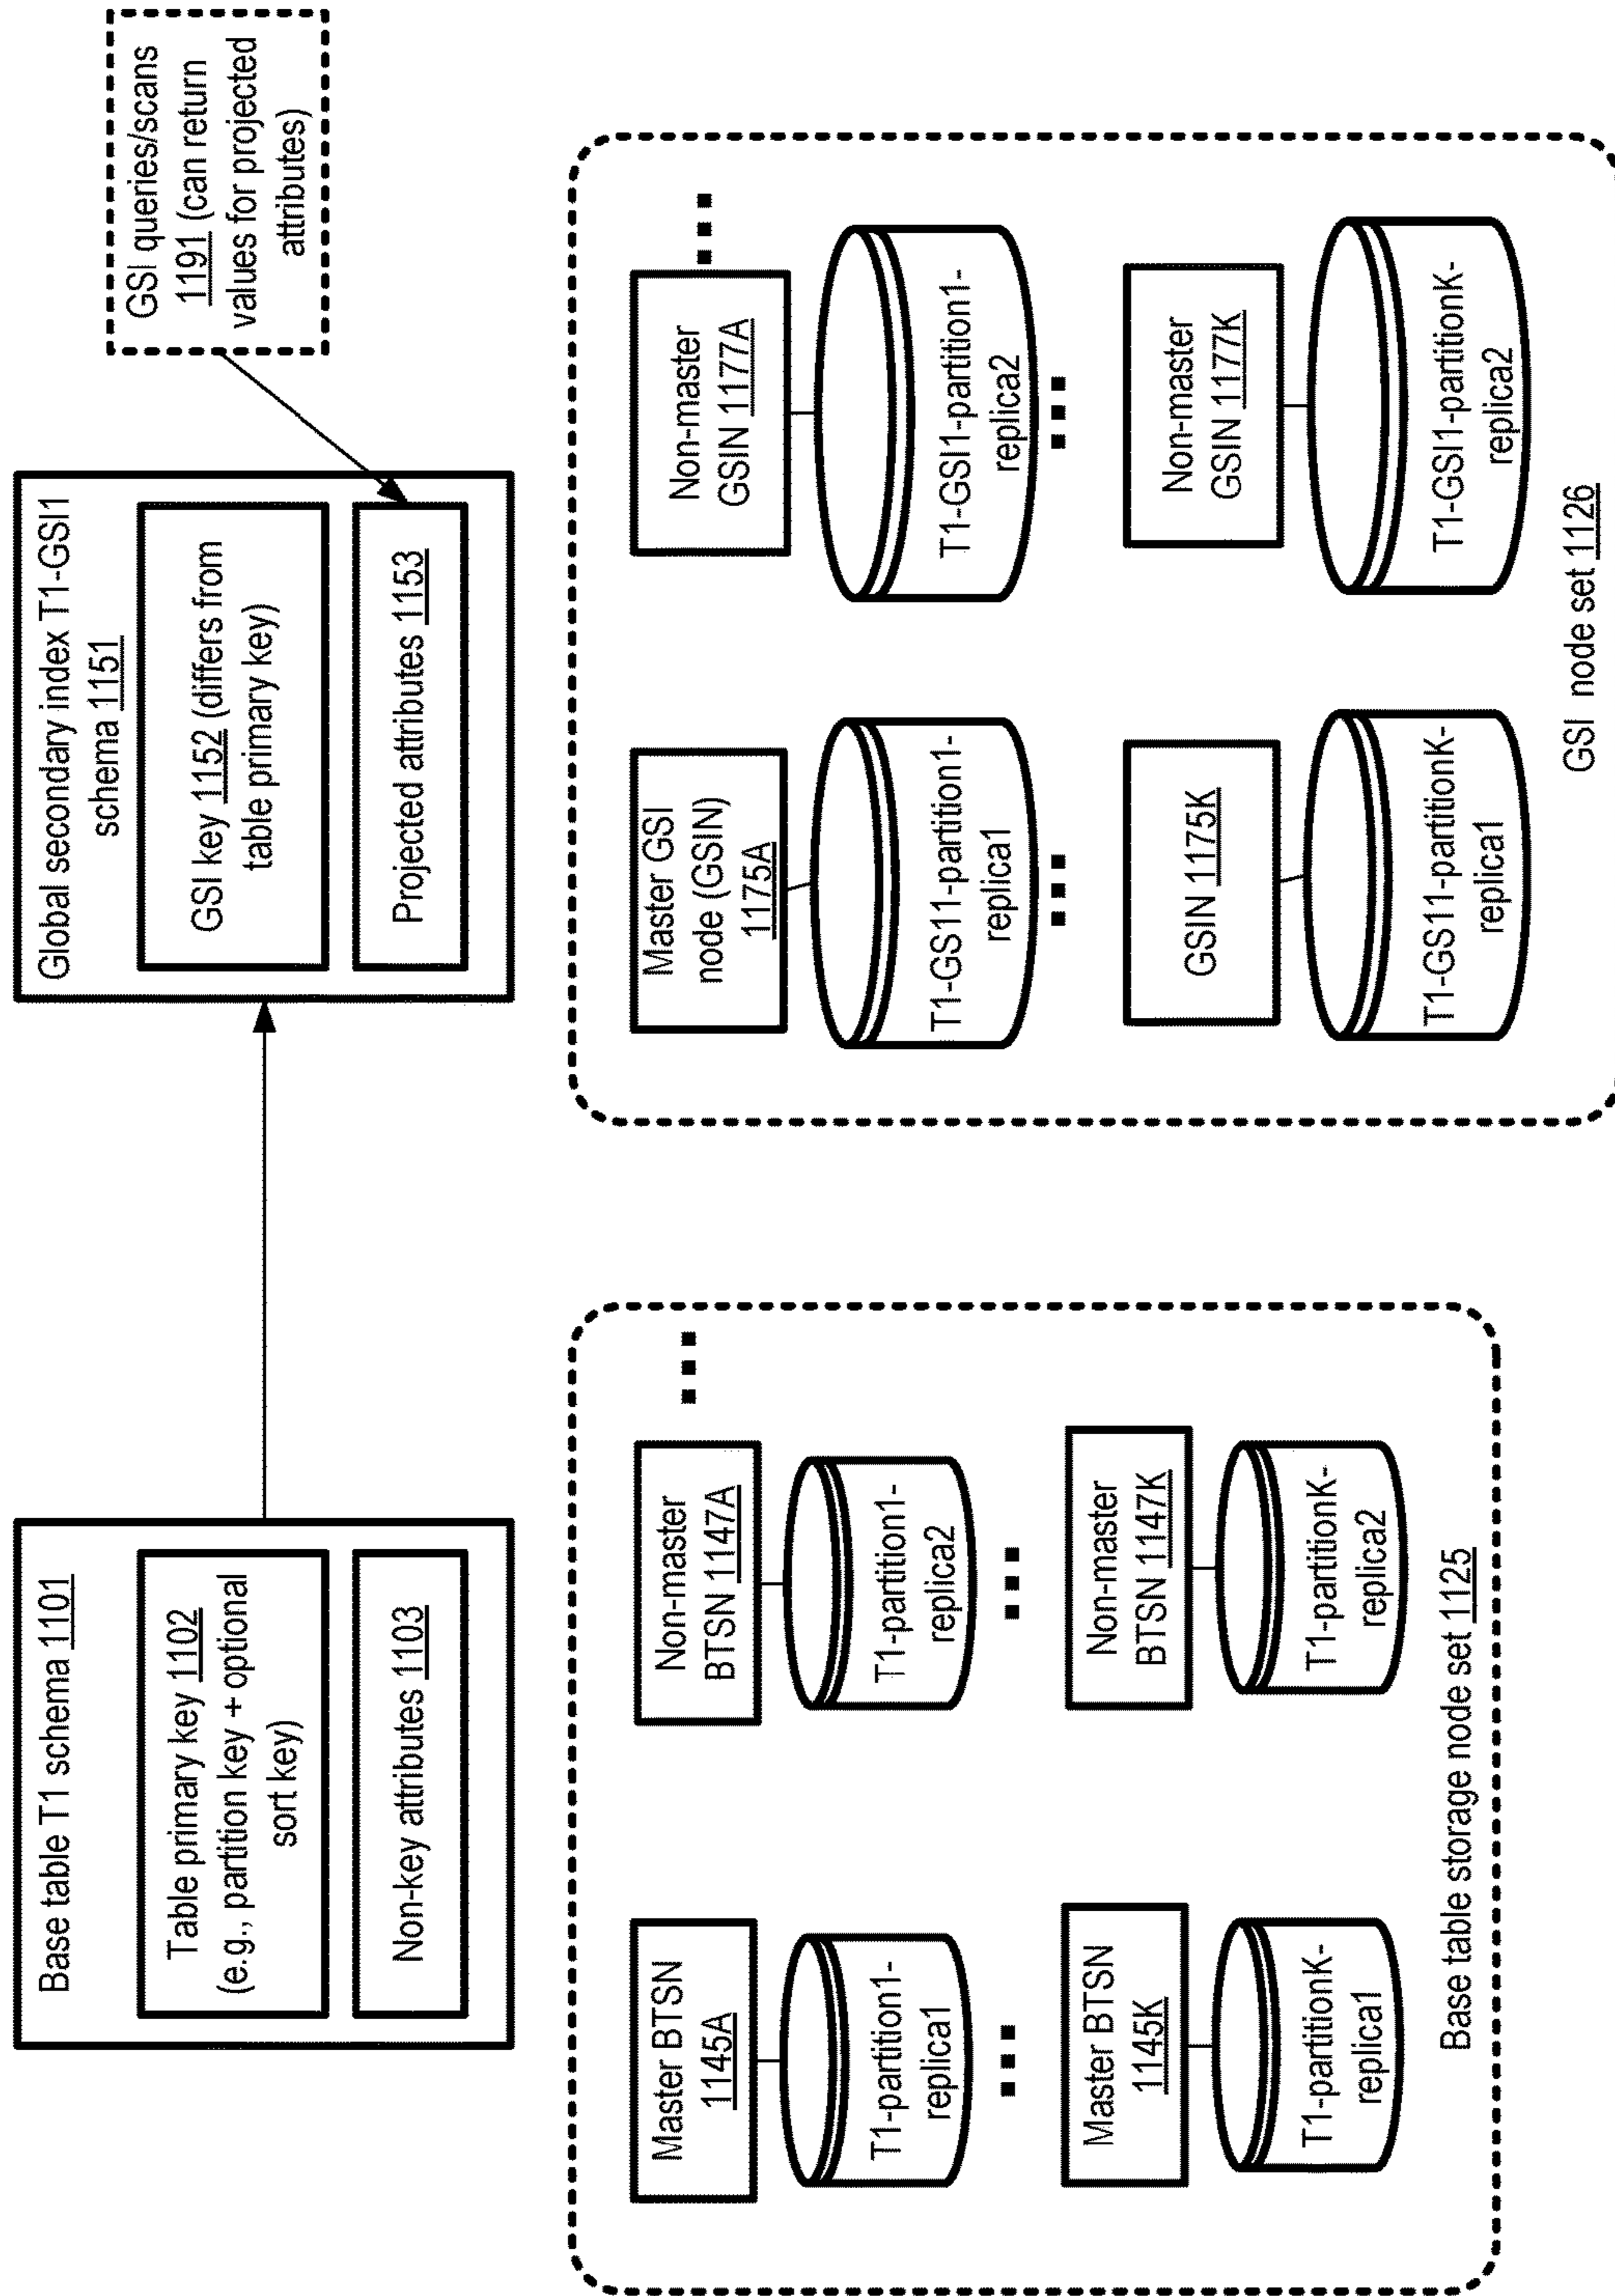 Base table T1 schema 1101
Table primary key 1102
(e.g., partition key + optional
sort key)
Non-key attributes 1103
Global secondary index T1-GSI1
schema 1151
GSI key 1152 (differs from
table primary key)
Projected attributes 1153
GSI queries/scans
1191 (can return
values for projected
attributes)
Master BTSN
1145A
T1-partition1-
replica1
Non-master
BTSN 1147A
T1-partition1-
replica2
Master BTSN
1145K
T1-partitionK-
replica1
Non-master
BTSN 1147K
T1-partitionK-
replica2
Base table storage node set 1125
Master GSI
node (GSIN)
1175A
T1-GS11-partition1-
replica1
Non-master
GSIN 1177A
T1-GSI1-partition1-
replica2
GSIN 1175K
T1-GS11-partitionK-
replica1
Non-master
GSIN 1177K
T1-GSI1-partitionK-
replica2
GSI node set 1126